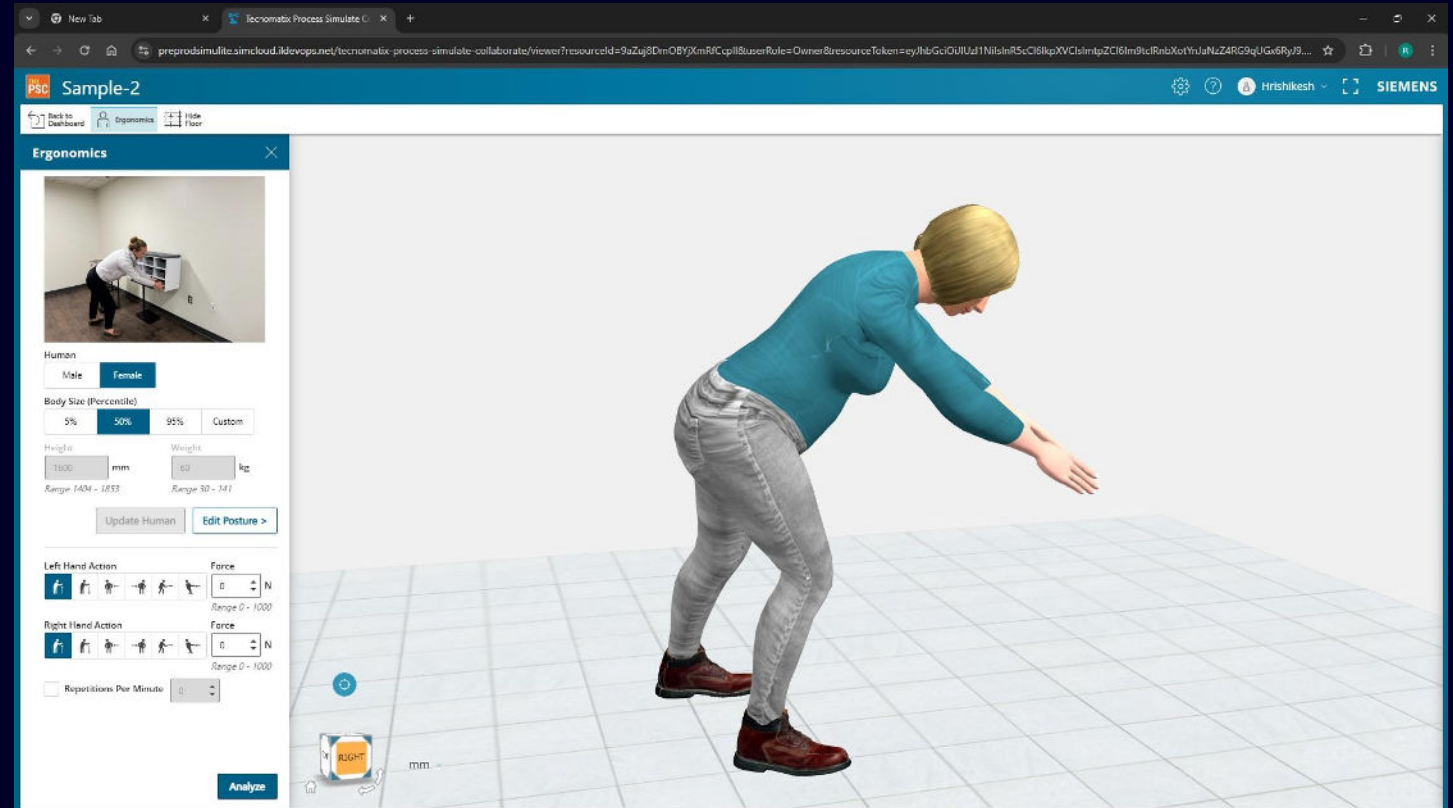 New Tab
Tecnomatix Process Simulate C
Sample-2
Hrishikesh
SIEMENS
Back to
Dashboard
Ergonomics
Hide
Floor
Ergonomics
Human
Male Female
Body Size (Percentile)
5% 50% 95% Custom
Height Weight
1600 mm 60 kg
Range 1404 - 1853 Range 30 - 141
Update Human Edit Posture >
Left Hand Action Force
0 N
Range 0 - 1000
Right Hand Action Force
0 N
Range 0 - 1000
Repetitions Per Minute 0
RIGHT
mm
Analyze